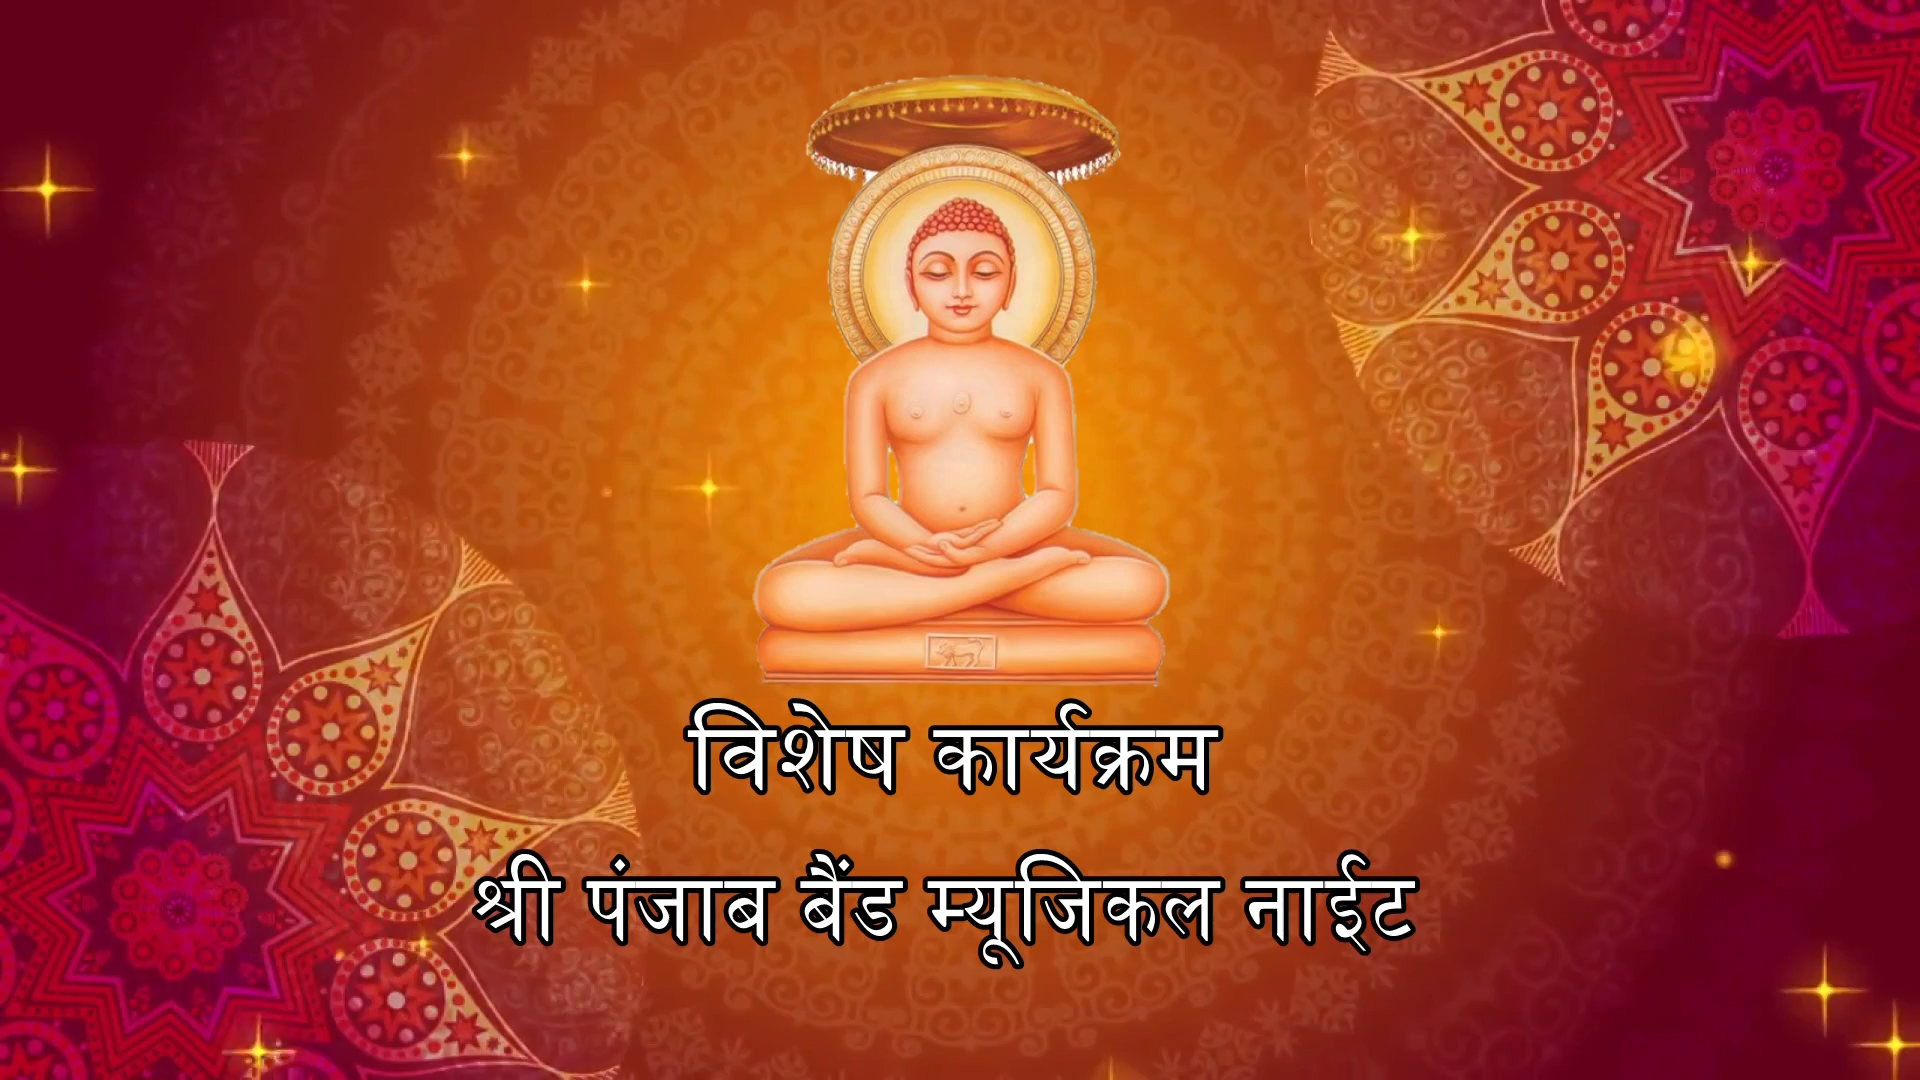 विशेष कार्यक्रम
श्री पंजाब बैंड म्यूजिकल नाईट